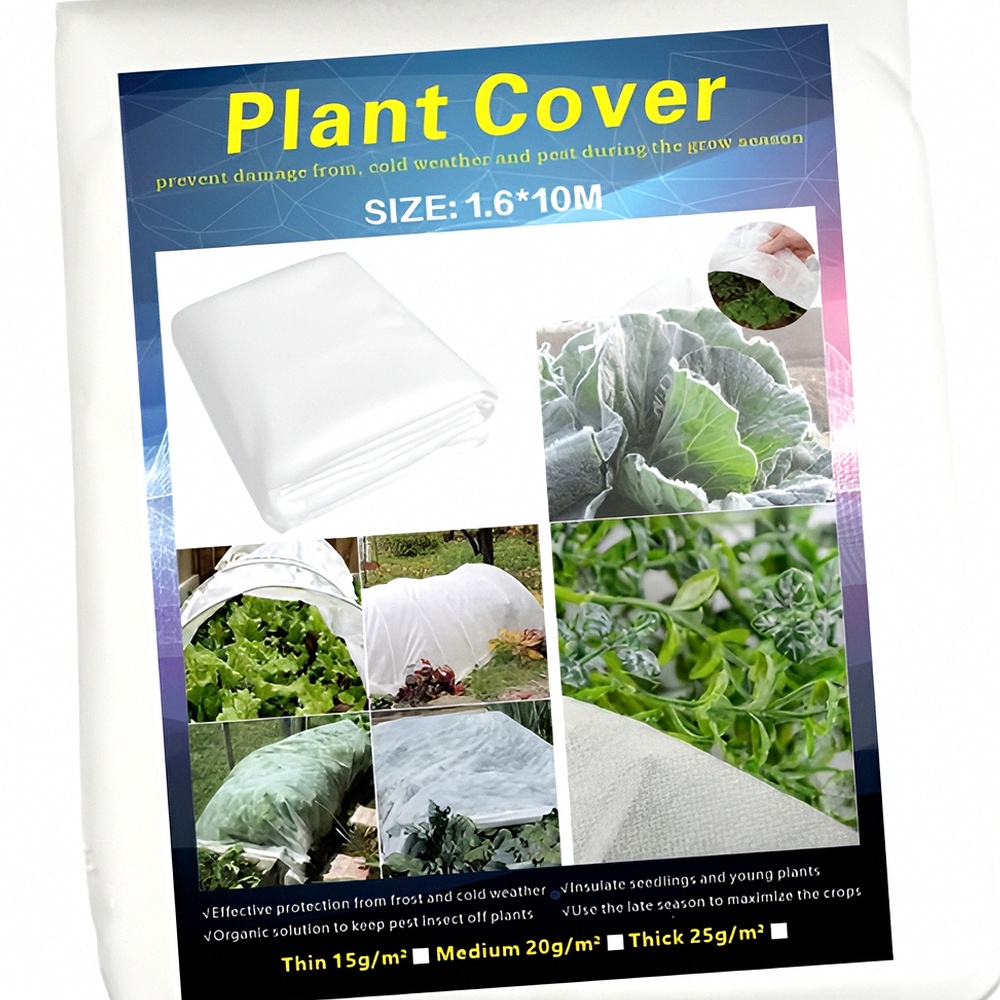 Plant Cover
prevent damage from, cold weather and pest during the grow season
SIZE: 1.6*10M
√Effective protection from frost and cold weather
√Organic solution to keep pest insect off plants
√Insulate seedlings and young plants
√Use the late season to maximize the crops
Thin 15g/m² Medium 20g/m² Thick 25g/m²